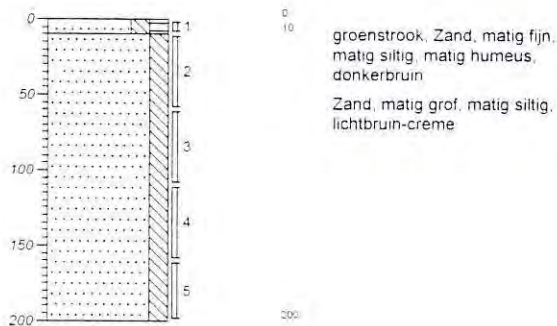 0
50
100
150
200
1
2
3
4
5
0
10
200
groenstrook, Zand, matig fijn,
matig siltig, matig humeus,
donkerbruin
Zand, matig grof, matig siltig,
lichtbruin-creme